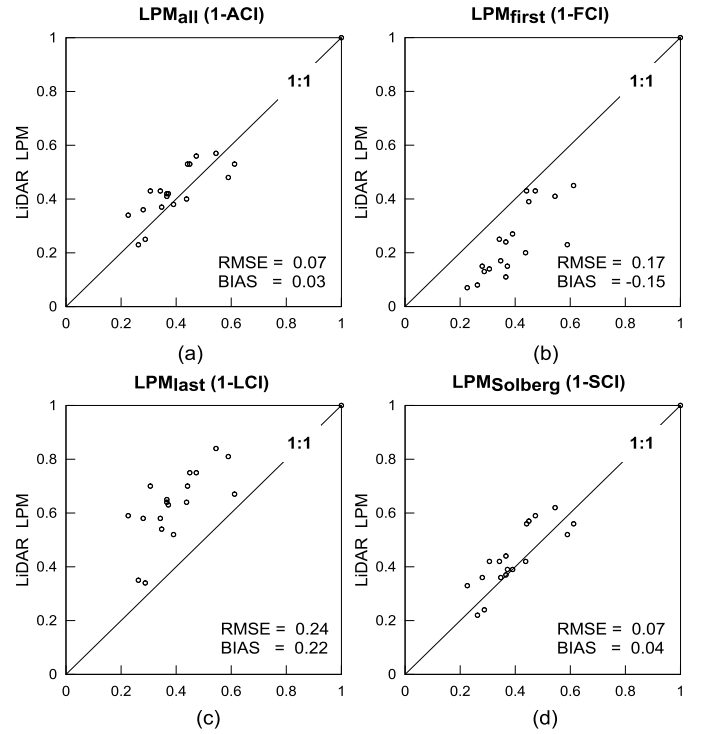 LPMall (1-ACI)
LPMfirst (1-FCI)
1
0.8
0.6
0.4
0.2
0
LiDAR LPM
1:1
RMSE = 0.07
BIAS = 0.03
0 0.2 0.4 0.6 0.8 1
(a)
1
0.8
0.6
0.4
0.2
0
LiDAR LPM
1:1
RMSE = 0.17
BIAS = -0.15
0 0.2 0.4 0.6 0.8 1
(b)
LPMlast (1-LCI)
LPMSolberg (1-SCI)
1
0.8
0.6
0.4
0.2
0
LiDAR LPM
1:1
RMSE = 0.24
BIAS = 0.22
0 0.2 0.4 0.6 0.8 1
(c)
1
0.8
0.6
0.4
0.2
0
LiDAR LPM
1:1
RMSE = 0.07
BIAS = 0.04
0 0.2 0.4 0.6 0.8 1
(d)